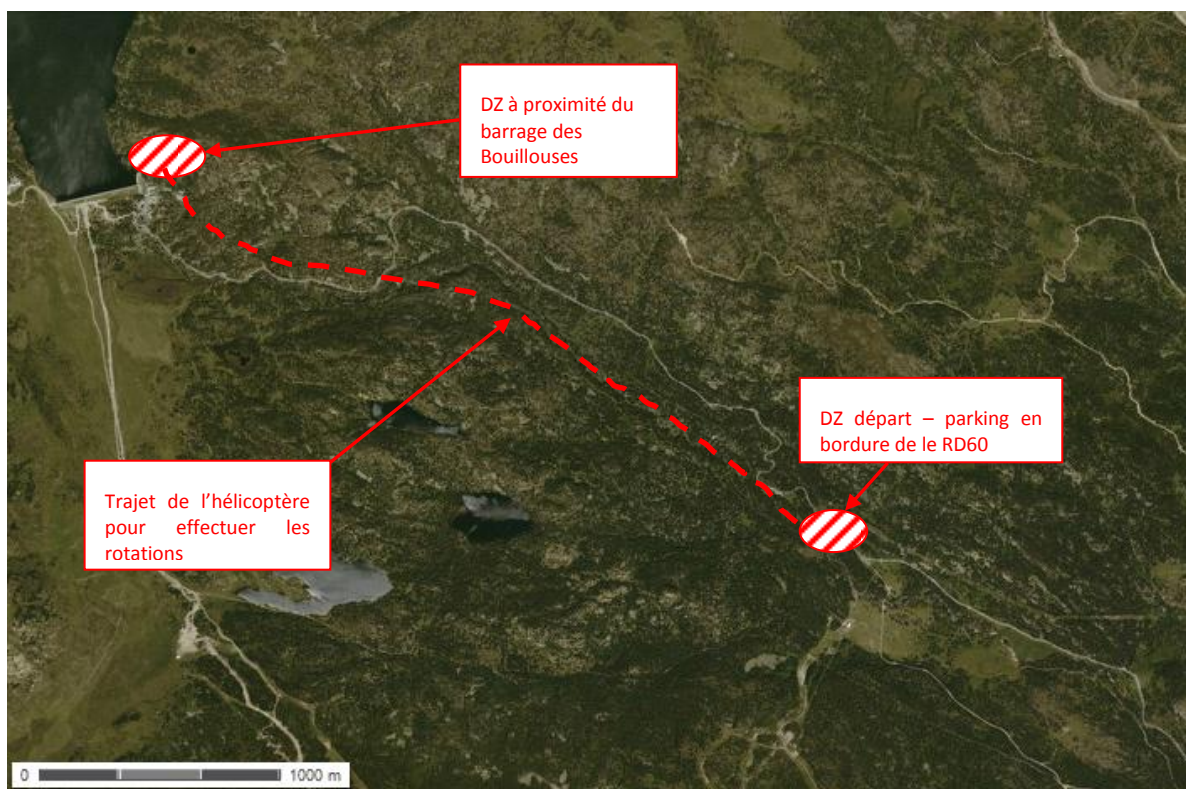 DZ à proximité du
barrage des
Bouillouses
DZ départ – parking en
bordure de le RD60
Trajet de l’hélicoptère
pour effectuer les
rotations
0 1000 m